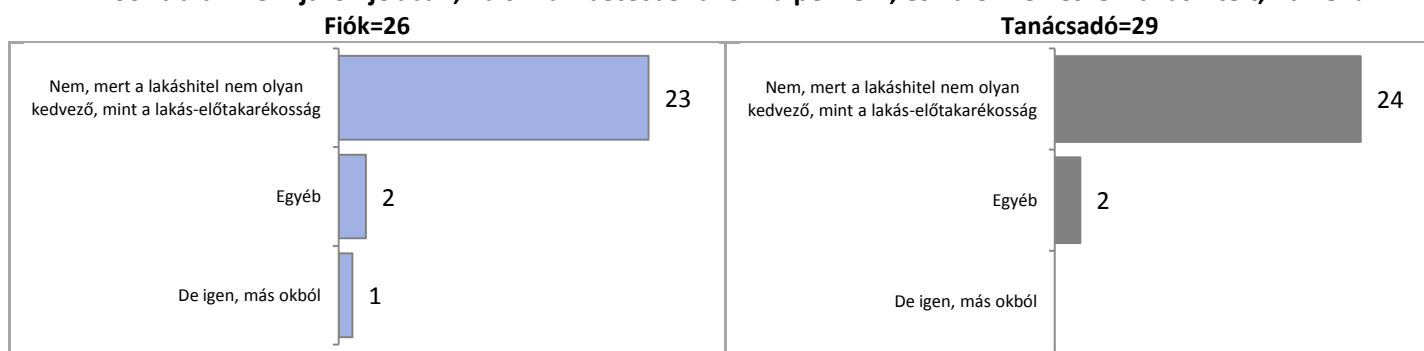 Fiók=26
Tanácsadó=29
Nem, mert a lakáshitel nem olyan
kedvező, mint a lakás-előtakarékosság
23
Egyéb
2
De igen, más okból
1
Nem, mert a lakáshitel nem olyan
kedvező, mint a lakás-előtakarékosság
24
Egyéb
2
De igen, más okból